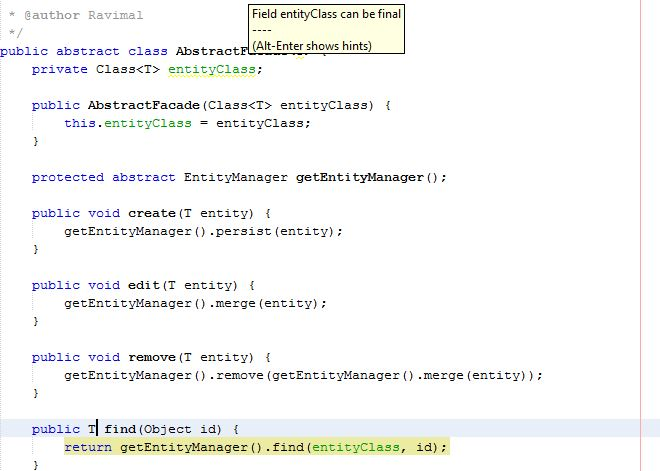 * @author Ravimal
*/
Field entityClass can be final
----
(Alt-Enter shows hints)
public abstract class {
private Class<T> entityClass;
public AbstractFacade(Class<T> entityClass) {
this.entityClass = entityClass;
}
protected abstract EntityManager getEntityManager();
public void create(T entity) {
getEntityManager().persist(entity);
}
public void edit(T entity) {
getEntityManager().merge(entity);
}
public void remove(T entity) {
getEntityManager().remove(getEntityManager().merge(entity));
}
public T find(Object id) {
return getEntityManager().find(entityClass, id);
}